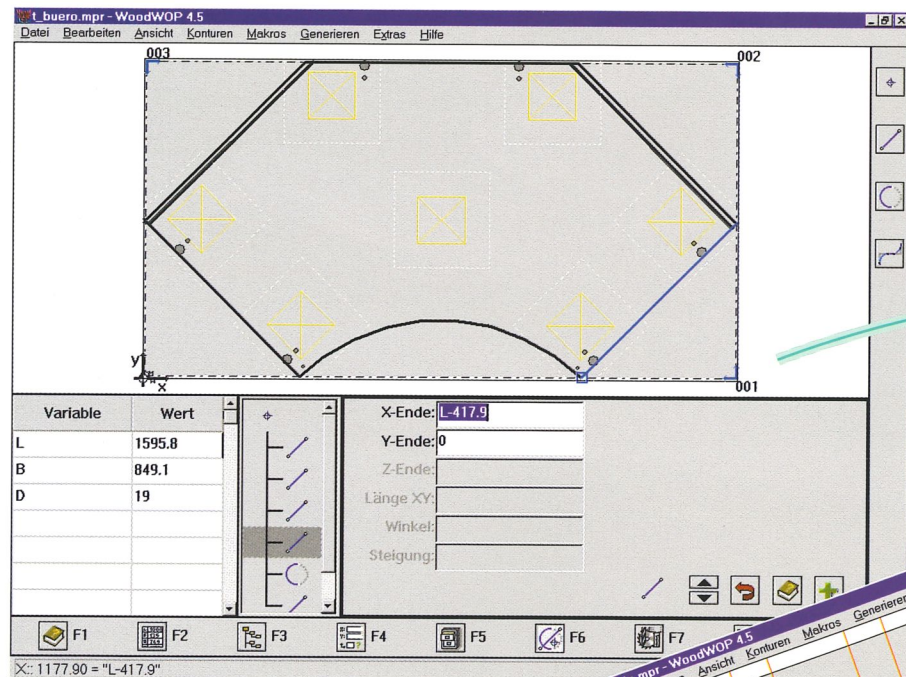 t_buero.mpr - WoodWOP 4.5
Datei Bearbeiten Ansicht Konturen Makros Generieren Extras Hilfe
003
002
y
x
001
Variable Wert
L 1595.8
B 849.1
D 19
X-Ende: L-417.9
Y-Ende: 0
Z-Ende:
Länge XY:
Winkel:
Steigung:
F1 F2 F3 F4 F5 F6 F7
X:: 1177.90 = "L-417.9"
mpr - WoodWOP 4.5
Ansicht Konturen Makros Generieren